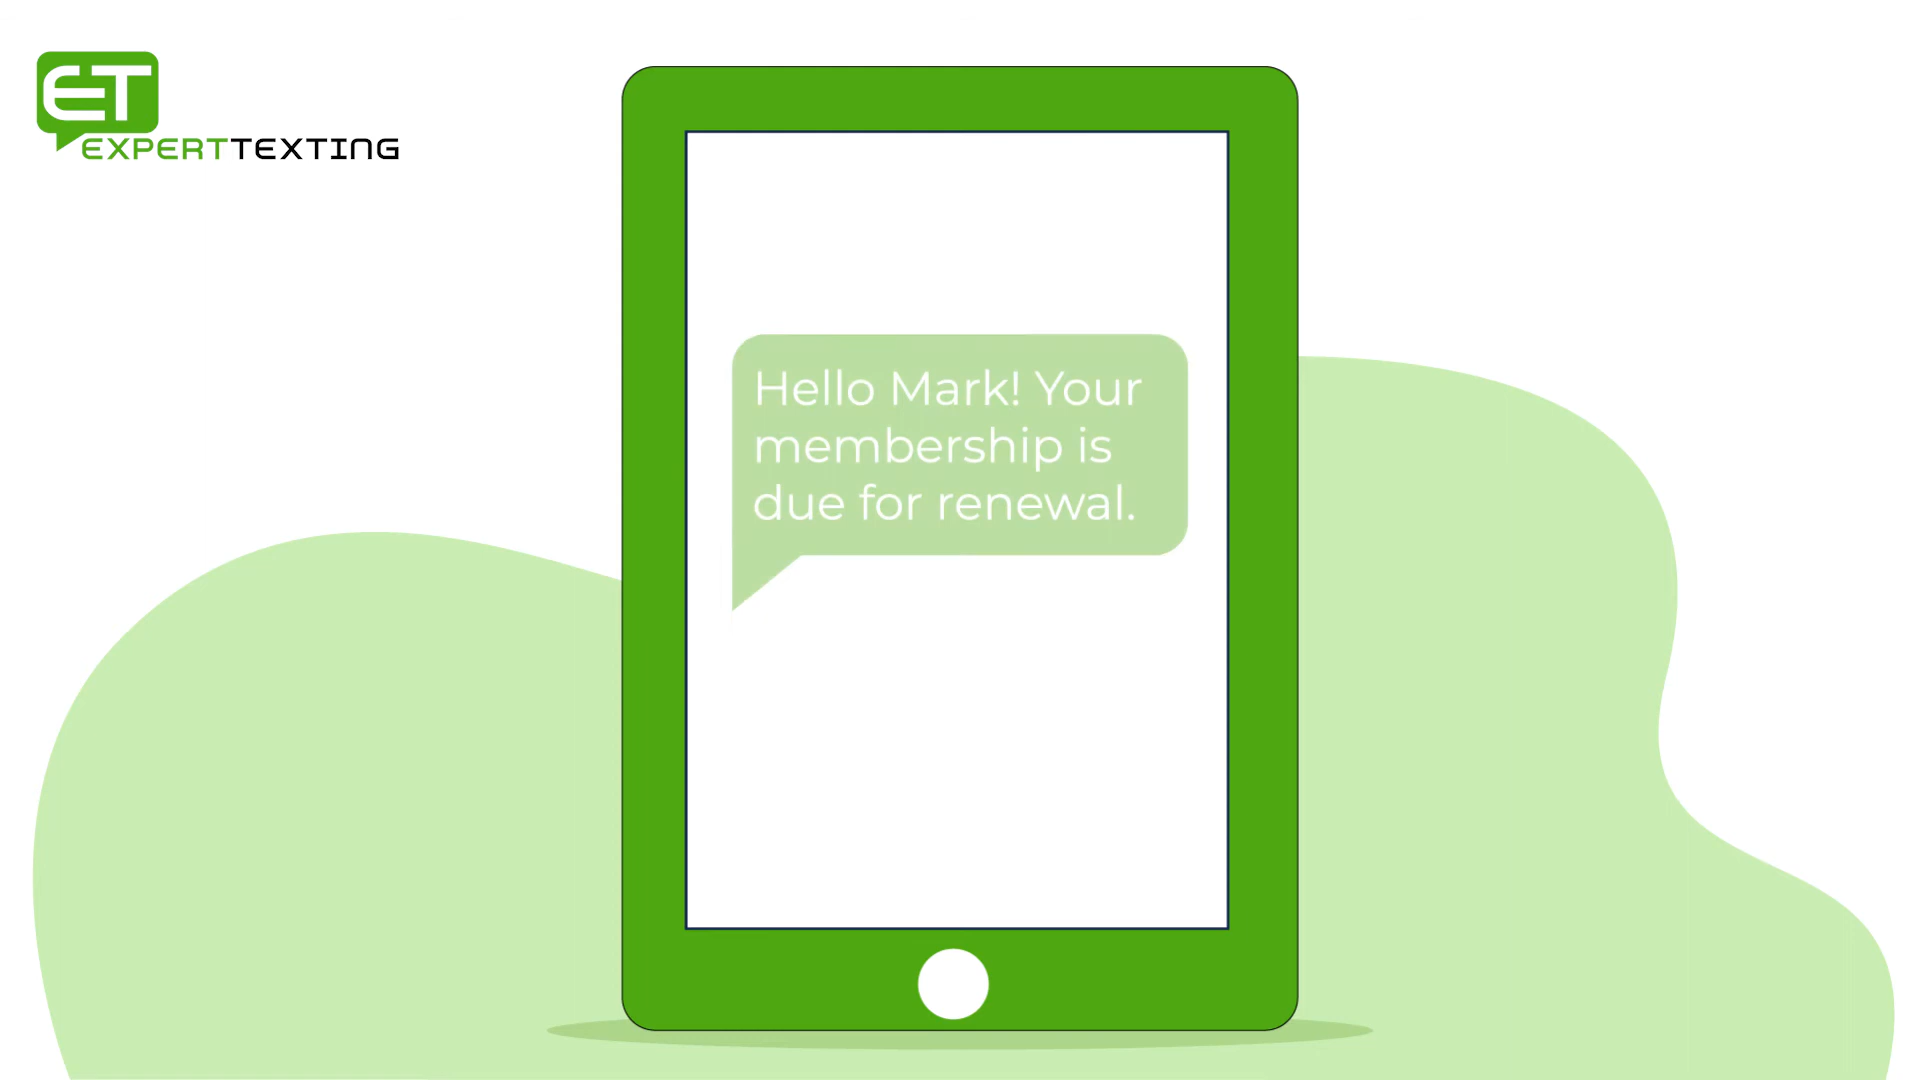 ET
EXPERTTEXTING
Hello Mark! Your
membership is
due for renewal.